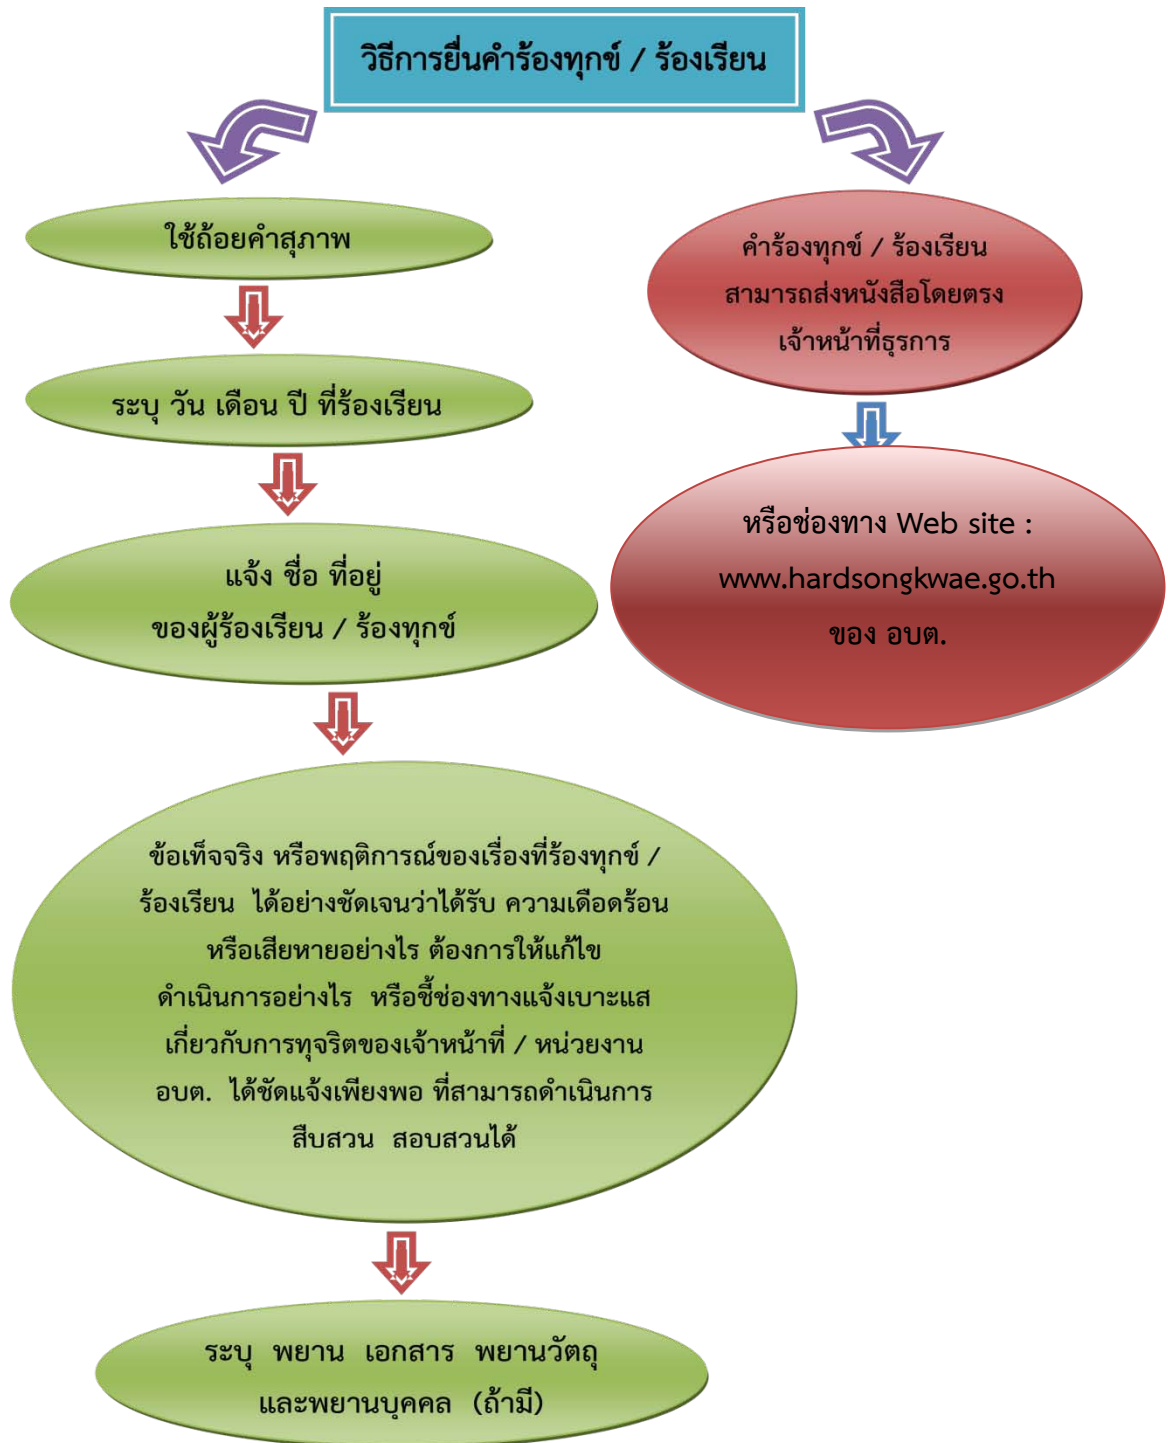 วิธีการยื่นคำร้องทุกข์ / ร้องเรียน
ใช้ถ้อยคำสุภาพ
ระบุ วัน เดือน ปี ที่ร้องเรียน
แจ้ง ชื่อ ที่อยู่
ของผู้ร้องเรียน / ร้องทุกข์
ข้อเท็จจริง หรือพฤติการณ์ของเรื่องที่ร้องทุกข์ /
ร้องเรียน ได้อย่างชัดเจนว่าได้รับ ความเดือดร้อน
หรือเสียหายอย่างไร ต้องการให้แก้ไข
ดำเนินการอย่างไร หรือชี้ช่องทางแจ้งเบาะแส
เกี่ยวกับการทุจริตของเจ้าหน้าที่ / หน่วยงาน
อบต. ได้ชัดแจ้งเพียงพอ ที่สามารถดำเนินการ
สืบสวน สอบสวนได้
ระบุ พยาน เอกสาร พยานวัตถุ
และพยานบุคคล (ถ้ามี)
คำร้องทุกข์ / ร้องเรียน
สามารถส่งหนังสือโดยตรง
เจ้าหน้าที่ธุรการ
หรือช่องทาง Web site :
www.hardsongkwae.go.th
ของ อบต.